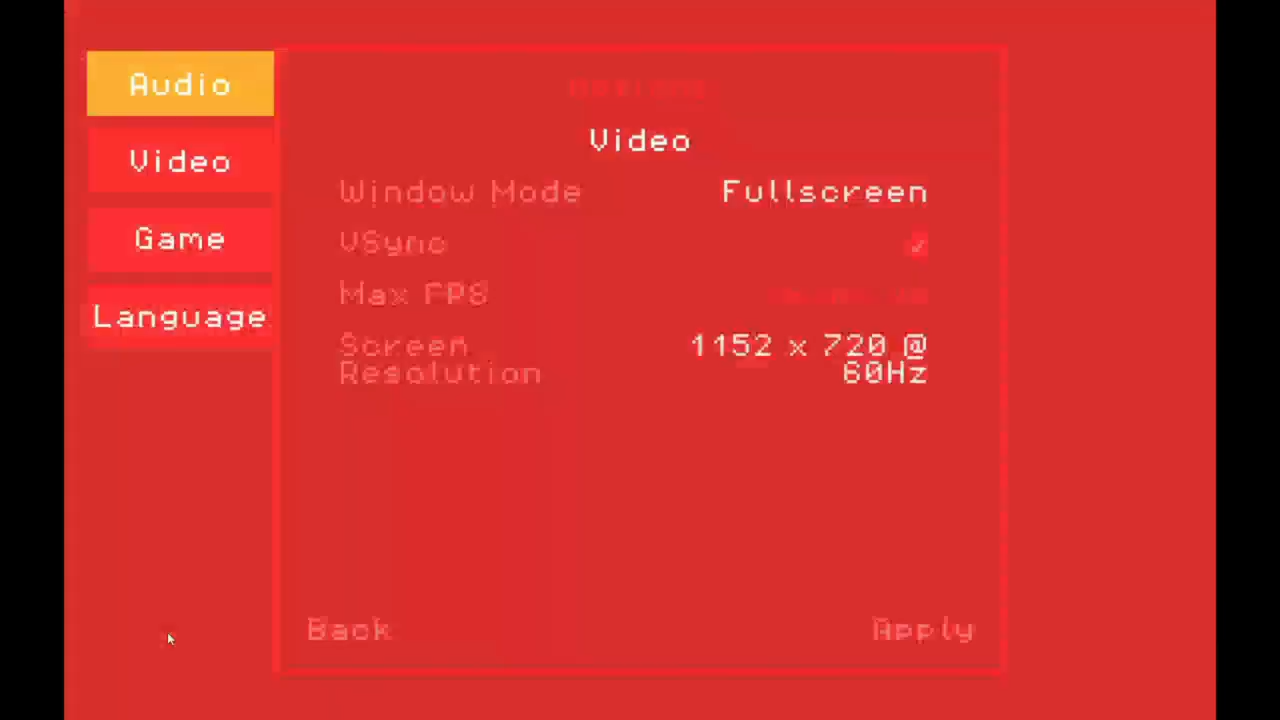 Audio
Video
Game
Language
Video
Window Mode Fullscreen
VSync
Max FPS
Screen Resolution 1152 x 720 @ 60Hz
Back Apply